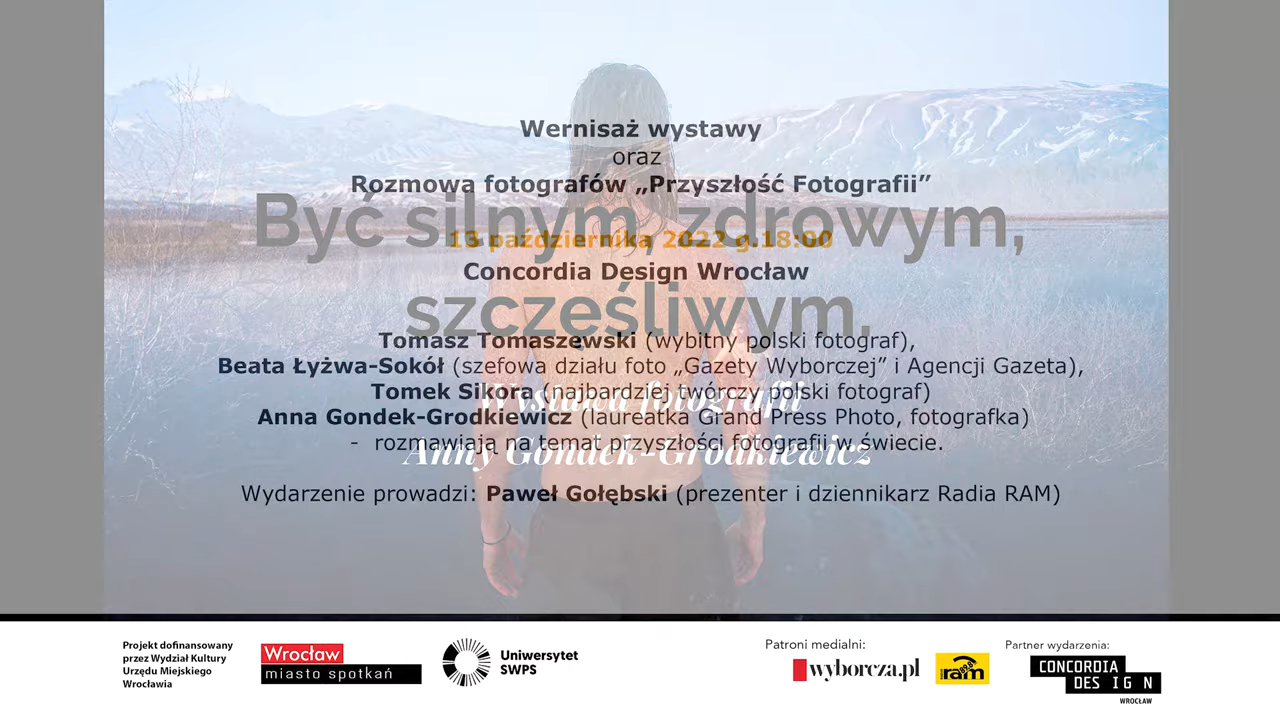 Wernisaż wystawy
oraz
Rozmowa fotografów „Przyszłość Fotografii”
Być silnym, zdrowym,
13 października 2022 g.18:00
Concordia Design Wrocław
szczęśliwym.
Tomasz Tomaszewski (wybitny polski fotograf),
Beata Łyżwa-Sokół (szefowa działu foto „Gazety Wyborczej” i Agencji Gazeta),
Tomek Sikora (najbardziej twórczy polski fotograf)
Wystawa fotografii
Anna Gondek-Grodkiewicz (laureatka Grand Press Photo, fotografka)
- rozmawiają na temat przyszłości fotografii w świecie.
Anny Gondek-Grodkiewicz
Wydarzenie prowadzi: Paweł Gołębski (prezenter i dziennikarz Radia RAM)
Projekt dofinansowany
przez Wydział Kultury
Urzędu Miejskiego
Wrocławia
Wrocław
miasto spotkań
Uniwersytet
SWPS
Patroni medialni:
wyborcza.pl
ram
Partner wydarzenia:
CONCORDIA
DESIGN
WROCŁAW